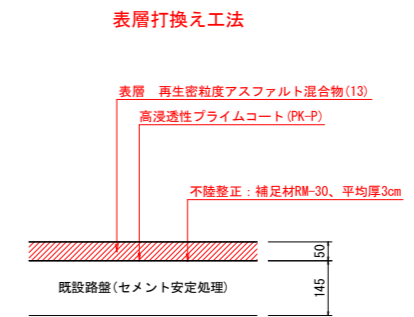 表層打換え工法
表層　再生密粒度アスファルト混合物(13)
高浸透性プライムコート(PK-P)
不陸整正：補足材RM-30、平均厚3cm
50
既設路盤(セメント安定処理)
145